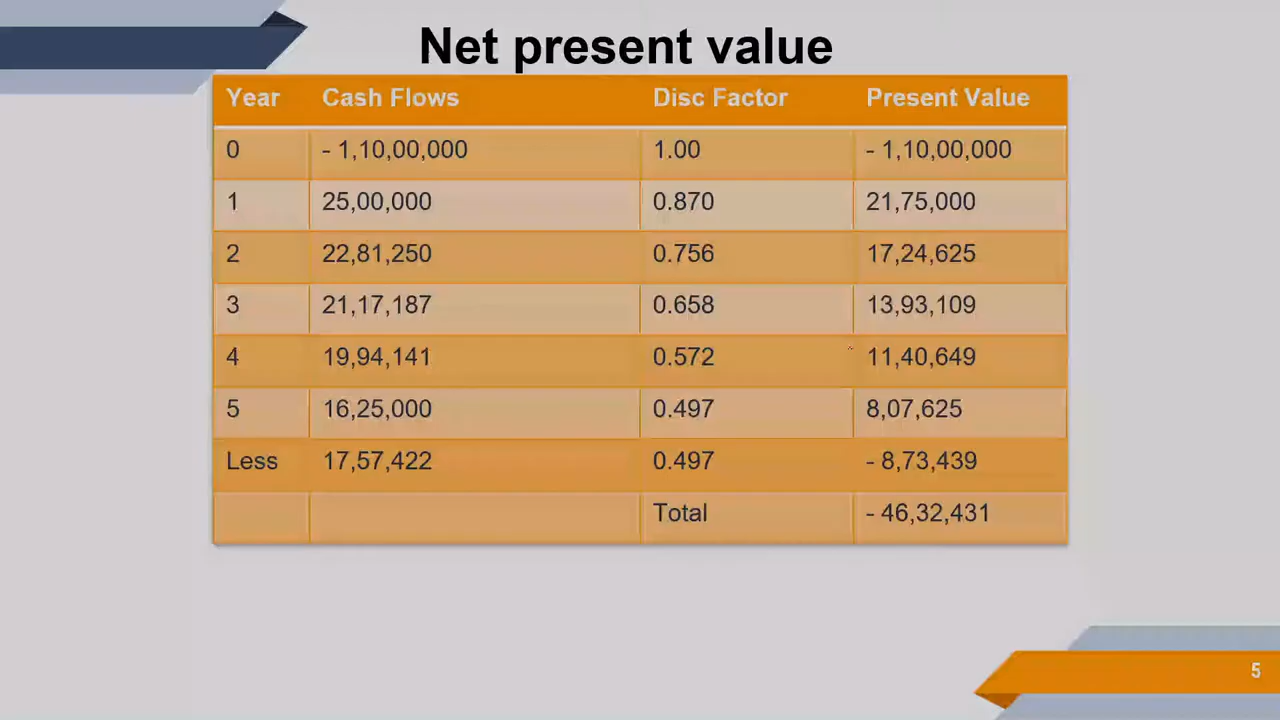 Net present value
Year Cash Flows Disc Factor Present Value
0 - 1,10,00,000 1.00 - 1,10,00,000
1 25,00,000 0.870 21,75,000
2 22,81,250 0.756 17,24,625
3 21,17,187 0.658 13,93,109
4 19,94,141 0.572 11,40,649
5 16,25,000 0.497 8,07,625
Less 17,57,422 0.497 - 8,73,439
Total - 46,32,431
5